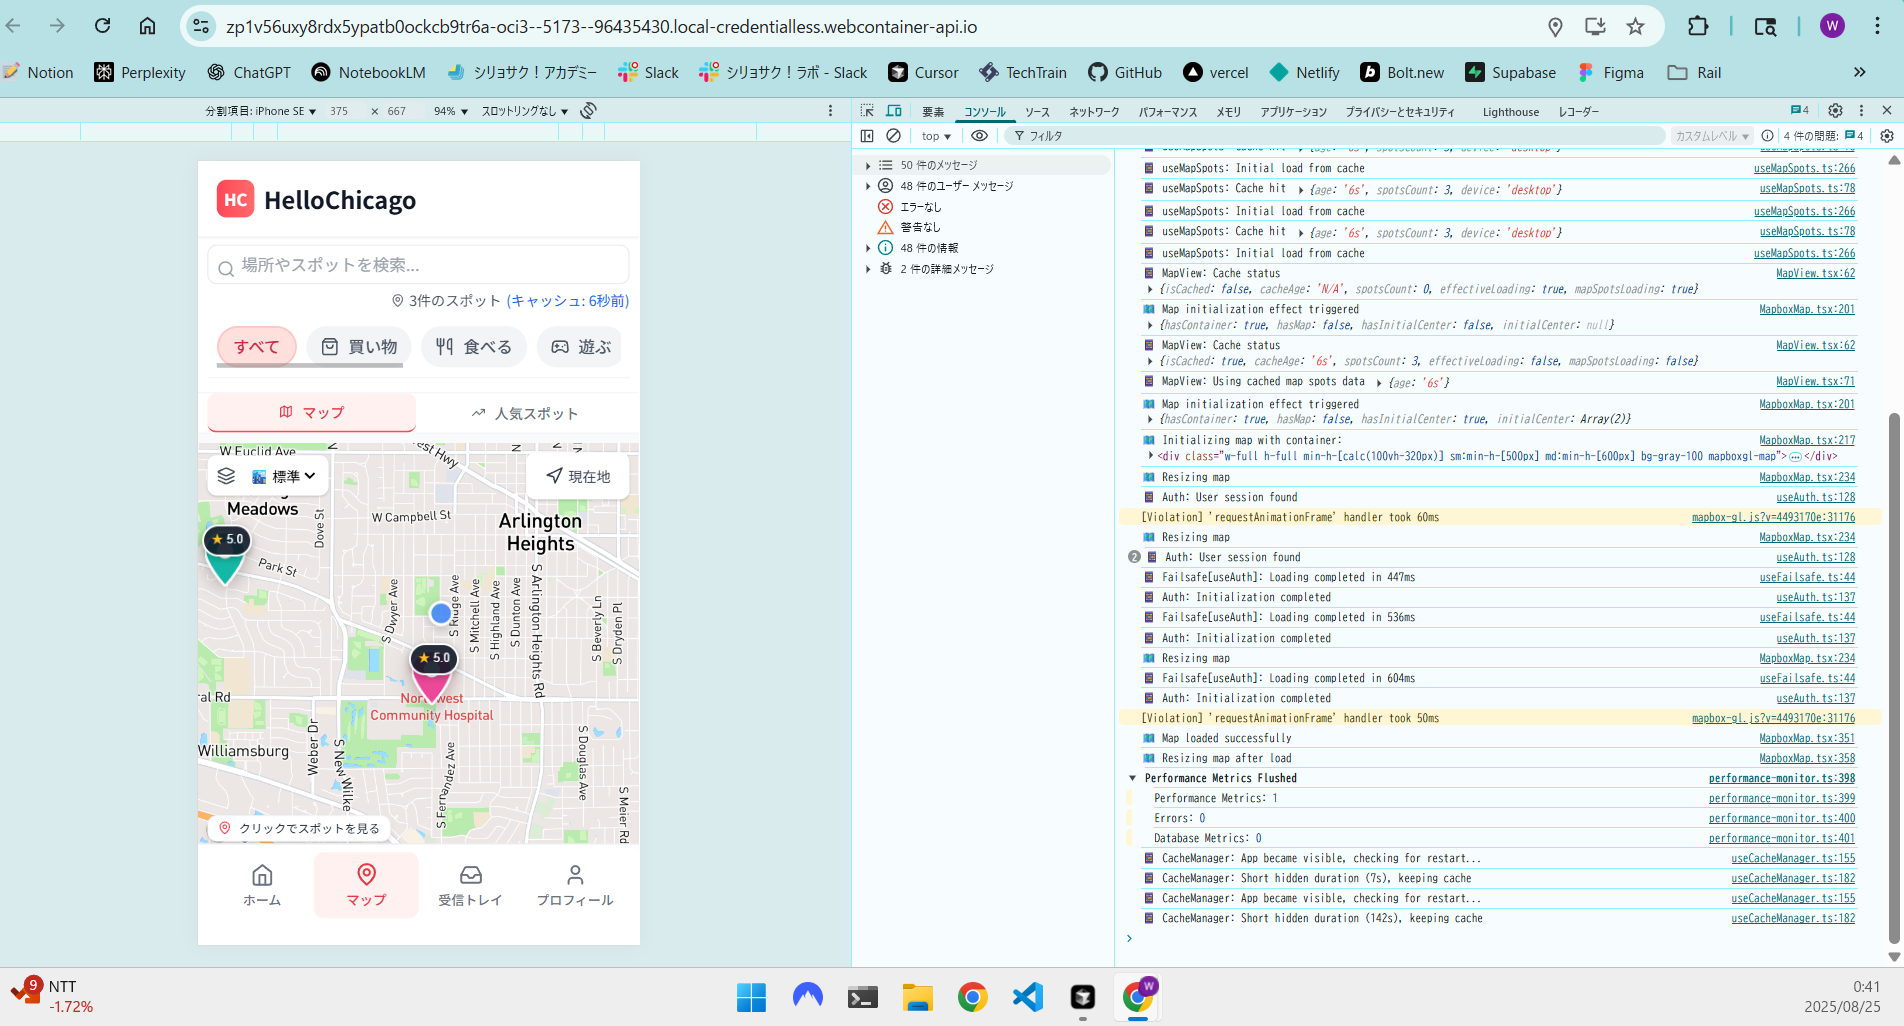 zp1v56uxy8rdx5ypatb0ockcb9tr6a-oci3--5173--96435430.local-credentialless.webcontainer-api.io
W
Notion
Perplexity
ChatGPT
NotebookLM
シリョサク！アカデミー
Slack
シリョサク！ラボ - Slack
Cursor
TechTrain
GitHub
vercel
Netlify
Bolt.new
Supabase
Figma
Rail
分割項目: iPhone SE ▼ 375 × 667 94% ▼ スロットリングなし ▼
要素 コンソール ソース ネットワーク パフォーマンス メモリ アプリケーション プライバシーとセキュリティ Lighthouse レコーダー 4
top ▼ フィルタ カスタムレベル ▼ 4 件の問題: 4
HC HelloChicago
場所やスポットを検索...
3件のスポット (キャッシュ: 6秒前)
すべて 買い物 食べる 遊ぶ
マップ 人気スポット
W Euclid Ave
標準
現在地
Meadows
Dove St
W Campbell St
Arlington
Heights
★ 5.0
Park St
S Dwyer Ave
S Mitchell Ave
S Highland Ave
S Dunton Ave
S Arlington Heights Rd
S Beverly Ln
S Dryden Pl
★ 5.0
ral Rd
Community Hospital
Williamsburg
Weber Dr
S New Wilke
S Fernandez Ave
S Douglas Ave
S Meier Rd
クリックでスポットを見る
ホーム マップ 受信トレイ プロフィール
50 件のメッセージ
48 件のユーザー メッセージ
エラーなし
警告なし
48 件の情報
2 件の詳細メッセージ
useMapSpots: Initial load from cache useMapSpots.ts:266
useMapSpots: Cache hit {age: '6s', spotsCount: 3, device: 'desktop'} useMapSpots.ts:78
useMapSpots: Initial load from cache useMapSpots.ts:266
useMapSpots: Cache hit {age: '6s', spotsCount: 3, device: 'desktop'} useMapSpots.ts:78
useMapSpots: Initial load from cache useMapSpots.ts:266
MapView: Cache status MapView.tsx:62
{isCached: false, cacheAge: 'N/A', spotsCount: 0, effectiveLoading: true, mapSpotsLoading: true}
Map initialization effect triggered MapboxMap.tsx:201
{hasContainer: true, hasMap: false, hasInitialCenter: false, initialCenter: null}
MapView: Cache status MapView.tsx:62
{isCached: true, cacheAge: '6s', spotsCount: 3, effectiveLoading: false, mapSpotsLoading: false}
MapView: Using cached map spots data {age: '6s'} MapView.tsx:71
Map initialization effect triggered MapboxMap.tsx:201
{hasContainer: true, hasMap: false, hasInitialCenter: true, initialCenter: Array(2)}
Initializing map with container: MapboxMap.tsx:217
<div class="w-full h-full min-h-[calc(100vh-320px)] sm:min-h-[500px] md:min-h-[600px] bg-gray-100 mapboxgl-map">…</div>
Resizing map MapboxMap.tsx:234
Auth: User session found useAuth.ts:128
[Violation] 'requestAnimationFrame' handler took 60ms mapbox-gl.js?v=4493170e:31176
Resizing map MapboxMap.tsx:234
2 Auth: User session found useAuth.ts:128
Failsafe[useAuth]: Loading completed in 447ms useFailsafe.ts:44
Auth: Initialization completed useAuth.ts:137
Failsafe[useAuth]: Loading completed in 536ms useFailsafe.ts:44
Auth: Initialization completed useAuth.ts:137
Resizing map MapboxMap.tsx:234
Failsafe[useAuth]: Loading completed in 604ms useFailsafe.ts:44
Auth: Initialization completed useAuth.ts:137
[Violation] 'requestAnimationFrame' handler took 50ms mapbox-gl.js?v=4493170e:31176
Map loaded successfully MapboxMap.tsx:351
Resizing map after load MapboxMap.tsx:358
Performance Metrics Flushed performance-monitor.ts:398
Performance Metrics: 1 performance-monitor.ts:399
Errors: 0 performance-monitor.ts:400
Database Metrics: 0 performance-monitor.ts:401
CacheManager: App became visible, checking for restart... useCacheManager.ts:155
CacheManager: Short hidden duration (7s), keeping cache useCacheManager.ts:182
CacheManager: App became visible, checking for restart... useCacheManager.ts:155
CacheManager: Short hidden duration (142s), keeping cache useCacheManager.ts:182
9
NTT
-1.72%
W
0:41
2025/08/25